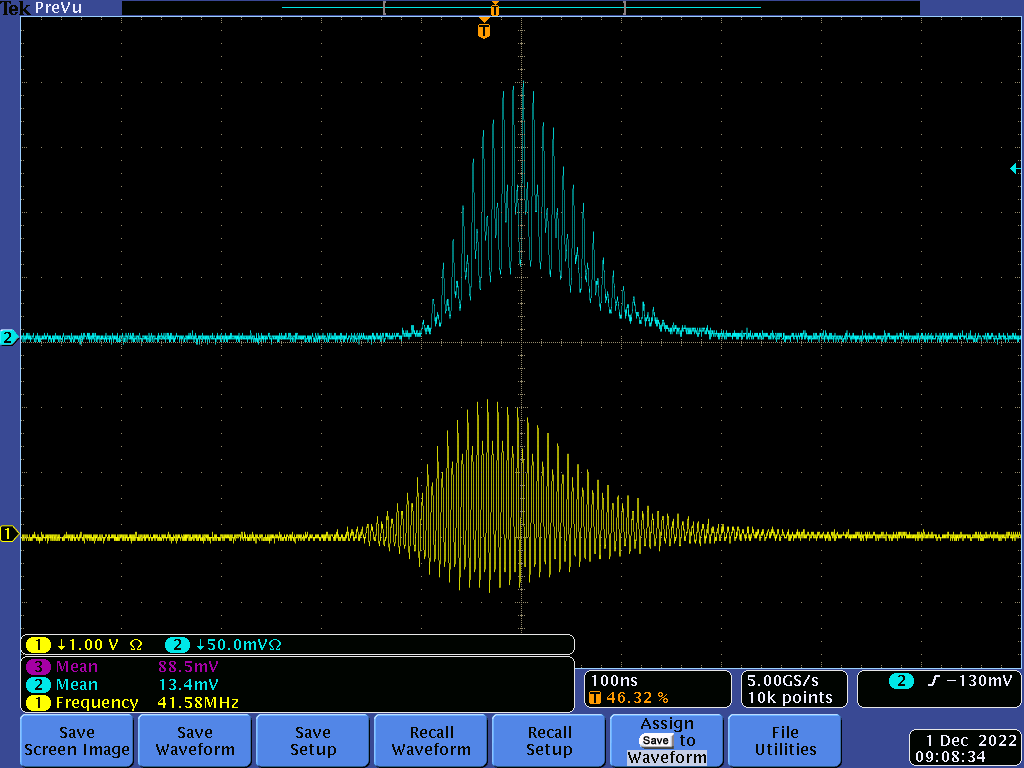 Tek PreVu
T
T
2
1
1 ↓1.00 V Ω 2 ↓50.0mVΩ
3 Mean 88.5mV
2 Mean 13.4mV
1 Frequency 41.58MHz
100ns
T 46.32 %
5.00GS/s
10k points
2 ʃ −130mV
Save
Screen Image
Save
Waveform
Save
Setup
Recall
Waveform
Recall
Setup
Assign
Save to
Waveform
File
Utilities
1 Dec 2022
09:08:34